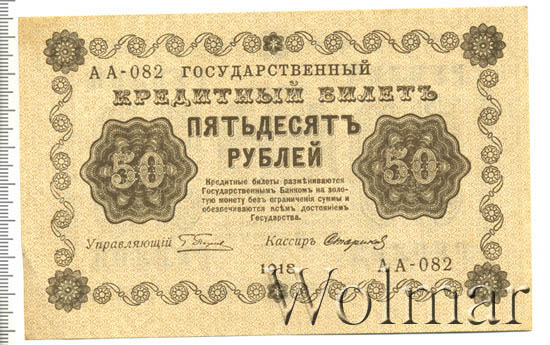 АА-082 ГОСУДАРСТВЕННЫЙ
КРЕДИТНЫЙ БИЛЕТЪ
ПЯТЬДЕСЯТЪ
РУБЛЕЙ
50
50
Кредитные билеты размѣниваются
Государственнымъ Банкомъ на золо-
тую монету безъ ограниченія суммы и
обезпечиваются всѣмъ достояніемъ
Государства.
Управляющій
Кассиръ
1918
АА-082
Wolmar